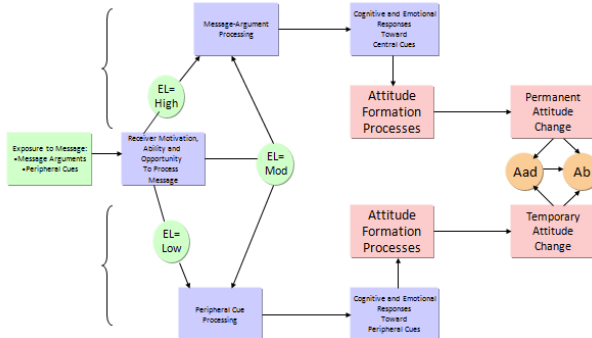 Message-Argument
Processing
Cognitive and Emotional
Responses
Toward
Central Cues
EL=
High
Attitude
Formation
Processes
Permanent
Attitude
Change
Exposure to Message:
•Message Arguments
•Peripheral Cues
Receiver Motivation,
Ability and
Opportunity
To Process
Message
EL=
Mod
Aad
Ab
EL=
Low
Attitude
Formation
Processes
Temporary
Attitude
Change
Peripheral Cue
Processing
Cognitive and Emotional
Responses
Toward
Peripheral Cues